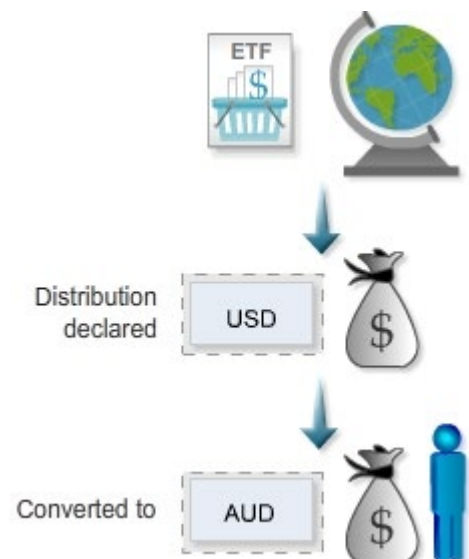 ETF
$
Distribution
declared
USD
$
Converted to
AUD
$